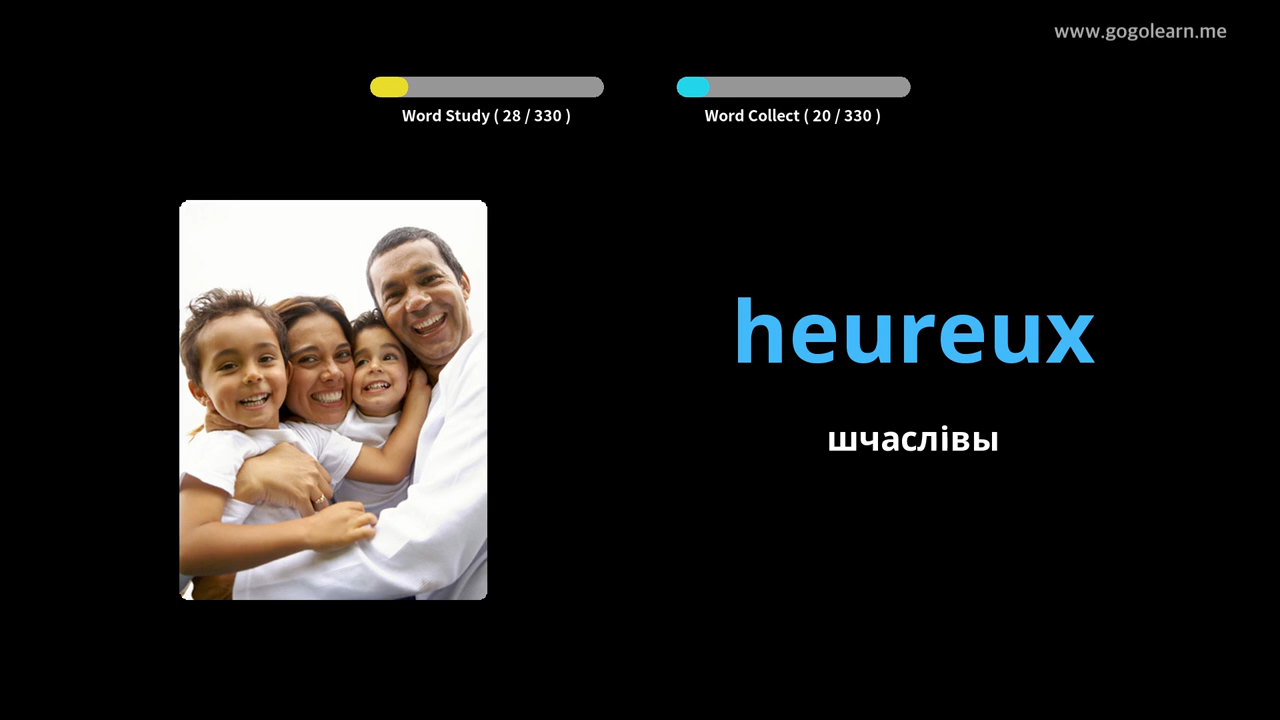 www.gogolearn.me
Word Study ( 28 / 330 )
Word Collect ( 20 / 330 )
heureux
шчаслівы